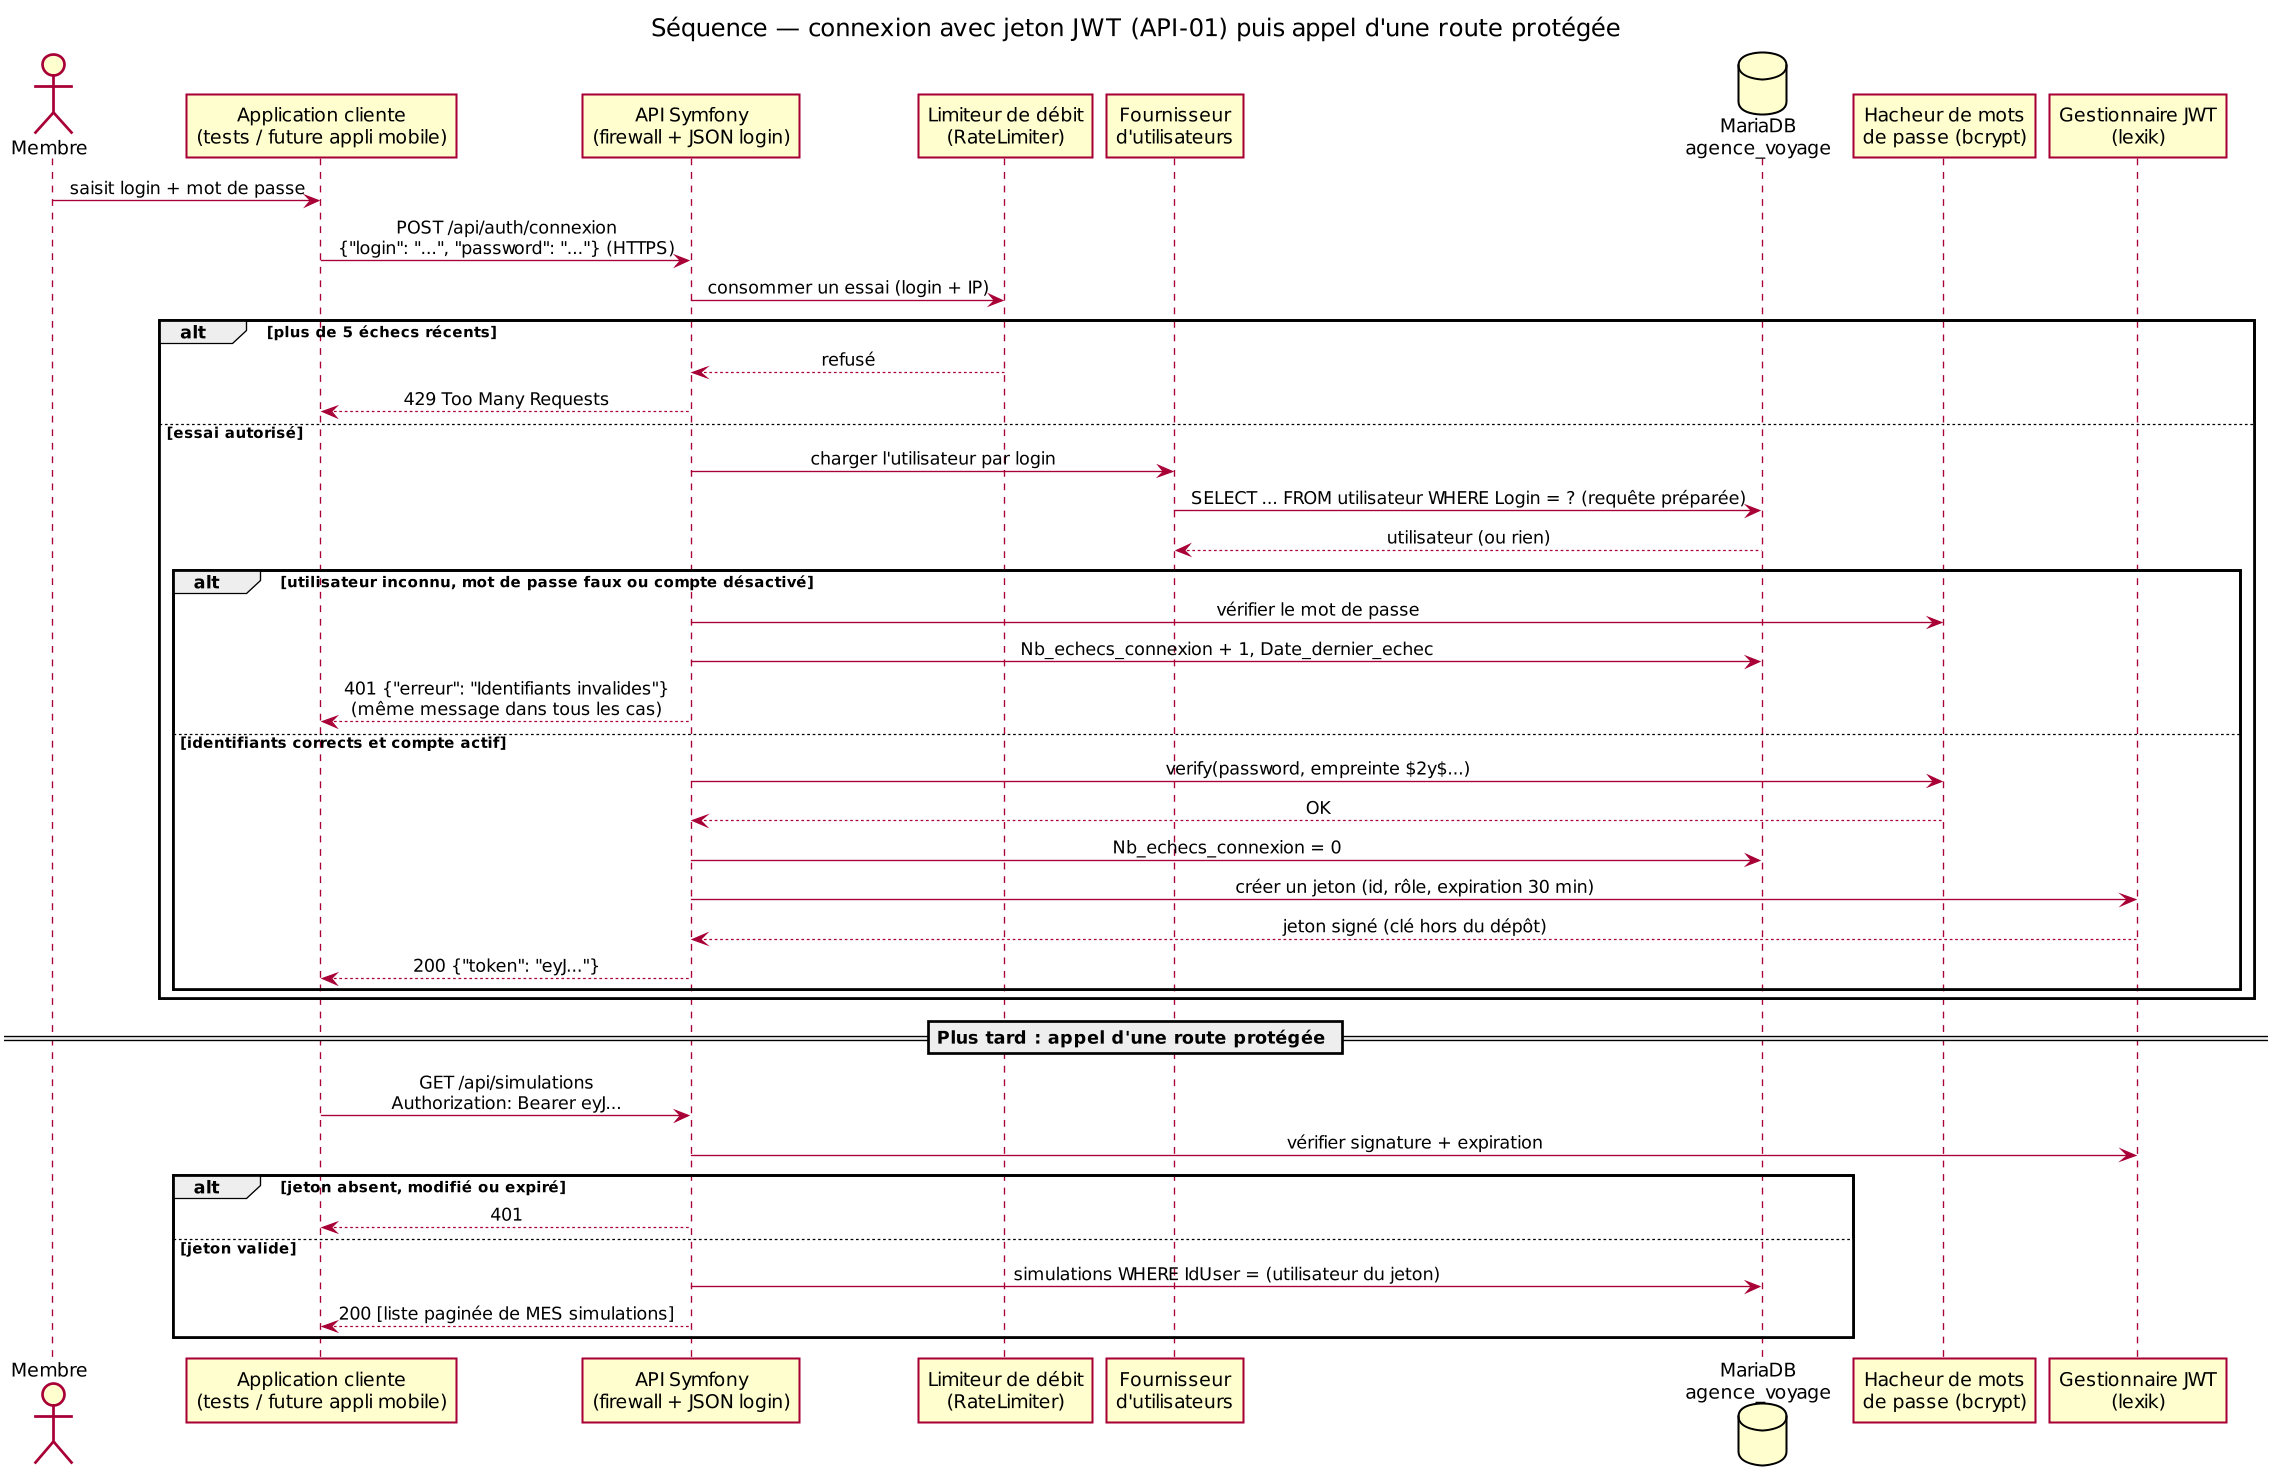 Séquence — connexion avec jeton JWT (API-01) puis appel d'une route protégée
Membre
Application cliente
(tests / future appli mobile)
API Symfony
(firewall + JSON login)
Limiteur de débit
(RateLimiter)
Fournisseur
d'utilisateurs
MariaDB
agence_voyage
Hacheur de mots
de passe (bcrypt)
Gestionnaire JWT
(lexik)
saisit login + mot de passe
POST /api/auth/connexion
{"login": "...", "password": "..."} (HTTPS)
consommer un essai (login + IP)
alt [plus de 5 échecs récents]
refusé
429 Too Many Requests
[essai autorisé]
charger l'utilisateur par login
SELECT ... FROM utilisateur WHERE Login = ? (requête préparée)
utilisateur (ou rien)
alt [utilisateur inconnu, mot de passe faux ou compte désactivé]
vérifier le mot de passe
Nb_echecs_connexion + 1, Date_dernier_echec
401 {"erreur": "Identifiants invalides"}
(même message dans tous les cas)
[identifiants corrects et compte actif]
verify(password, empreinte $2y$...)
OK
Nb_echecs_connexion = 0
créer un jeton (id, rôle, expiration 30 min)
jeton signé (clé hors du dépôt)
200 {"token": "eyJ..."}
Plus tard : appel d'une route protégée
GET /api/simulations
Authorization: Bearer eyJ...
vérifier signature + expiration
alt [jeton absent, modifié ou expiré]
401
[jeton valide]
simulations WHERE IdUser = (utilisateur du jeton)
200 [liste paginée de MES simulations]
Membre
Application cliente
(tests / future appli mobile)
API Symfony
(firewall + JSON login)
Limiteur de débit
(RateLimiter)
Fournisseur
d'utilisateurs
MariaDB
agence_voyage
Hacheur de mots
de passe (bcrypt)
Gestionnaire JWT
(lexik)